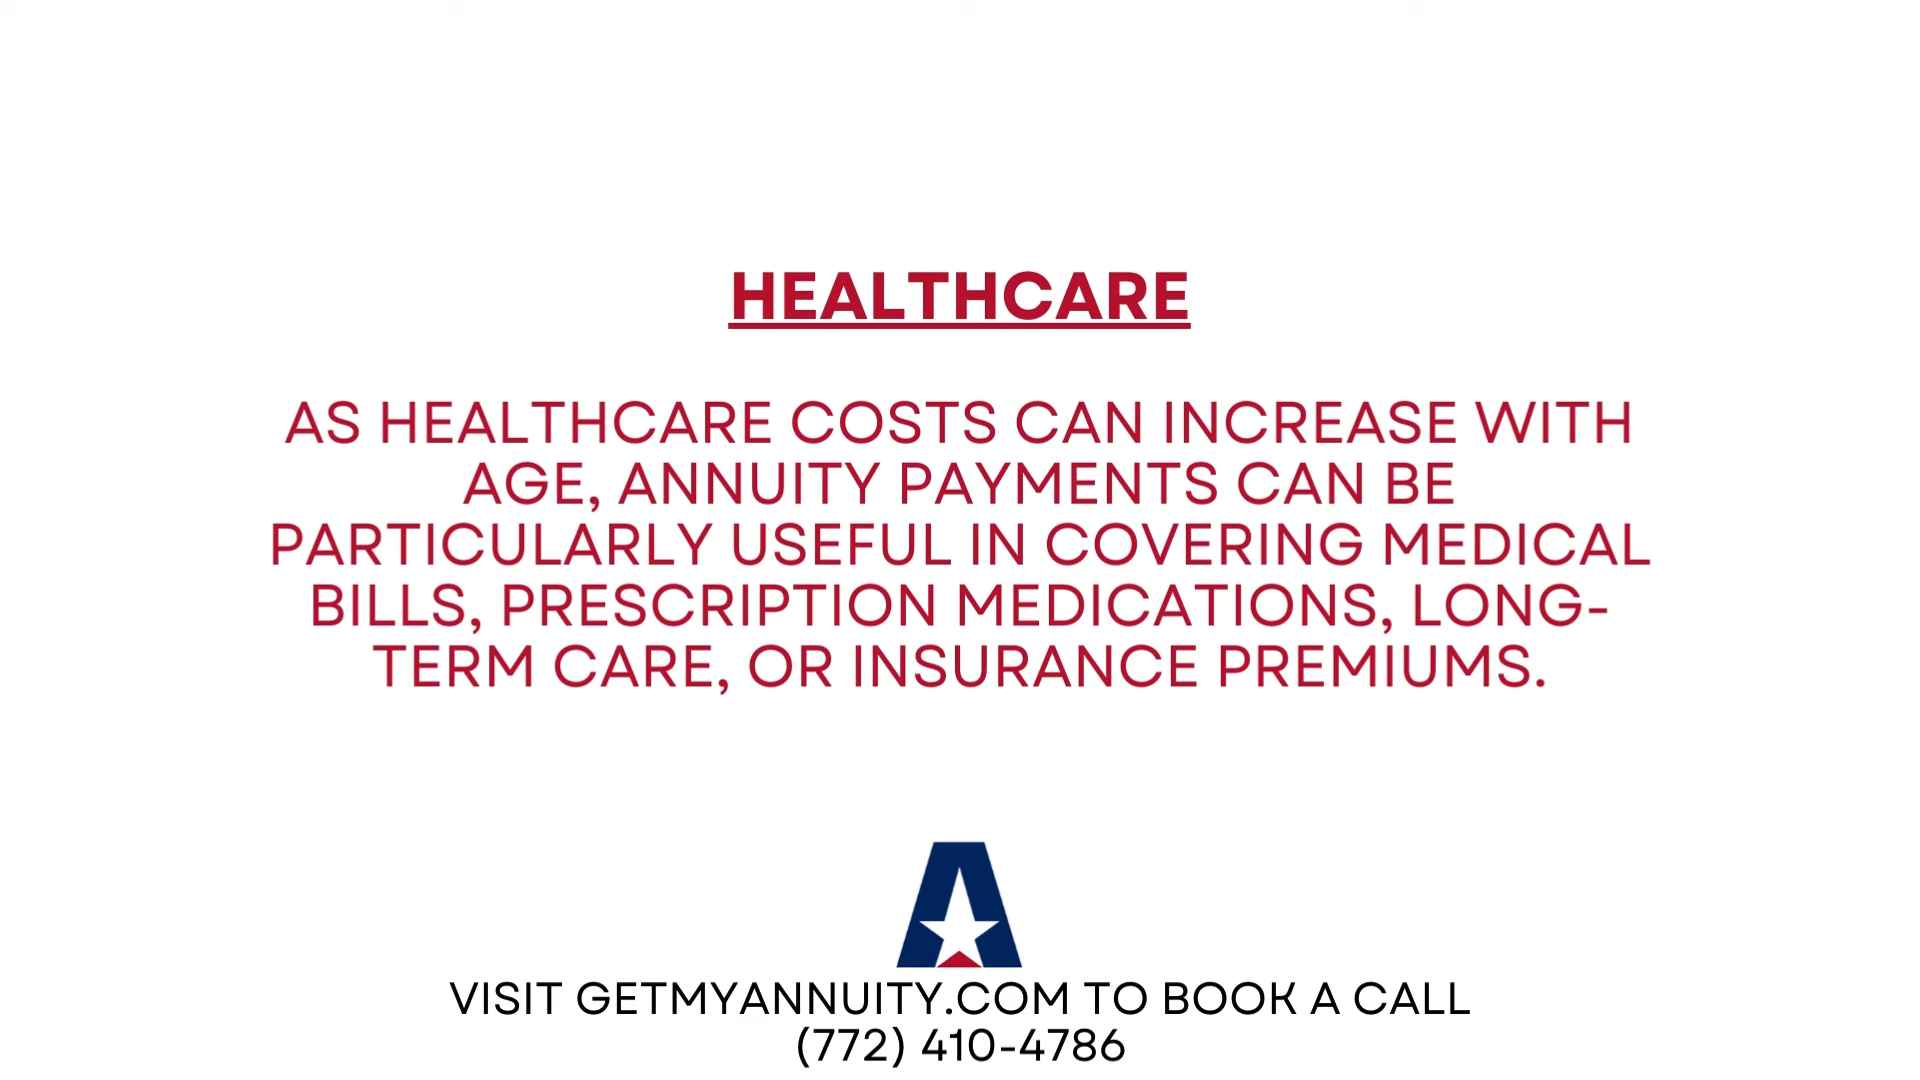 HEALTHCARE
AS HEALTHCARE COSTS CAN INCREASE WITH
AGE, ANNUITY PAYMENTS CAN BE
PARTICULARLY USEFUL IN COVERING MEDICAL
BILLS, PRESCRIPTION MEDICATIONS, LONG-
TERM CARE, OR INSURANCE PREMIUMS.
VISIT GETMYANNUITY.COM TO BOOK A CALL
(772) 410-4786